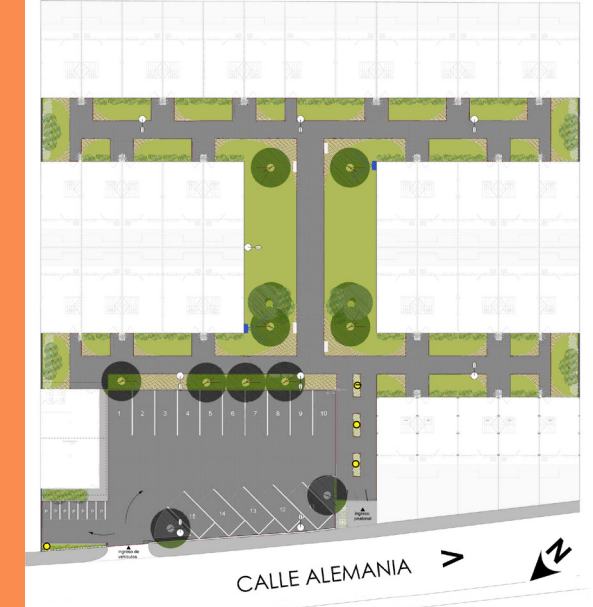 1 2 3 4 5 6 7 8 9 10
15 14 13 12
P P P P P P P
ingreso
peatonal
ingreso de
vehículos
CALLE ALEMANIA >
N